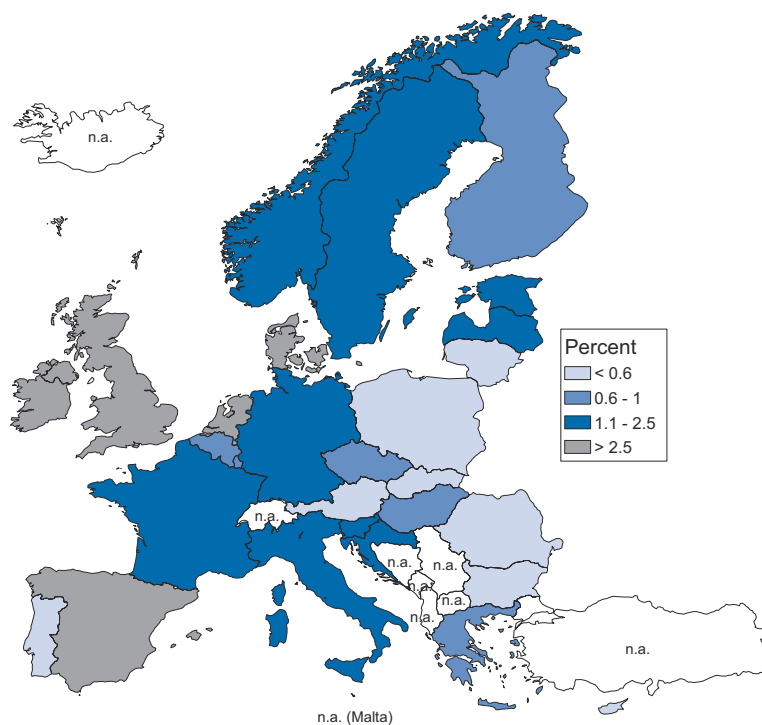 n.a.
Percent
< 0.6
0.6 - 1
1.1 - 2.5
> 2.5
n.a.
n.a.
n.a.
n.a.
n.a.
n.a.
n.a.
n.a. (Malta)